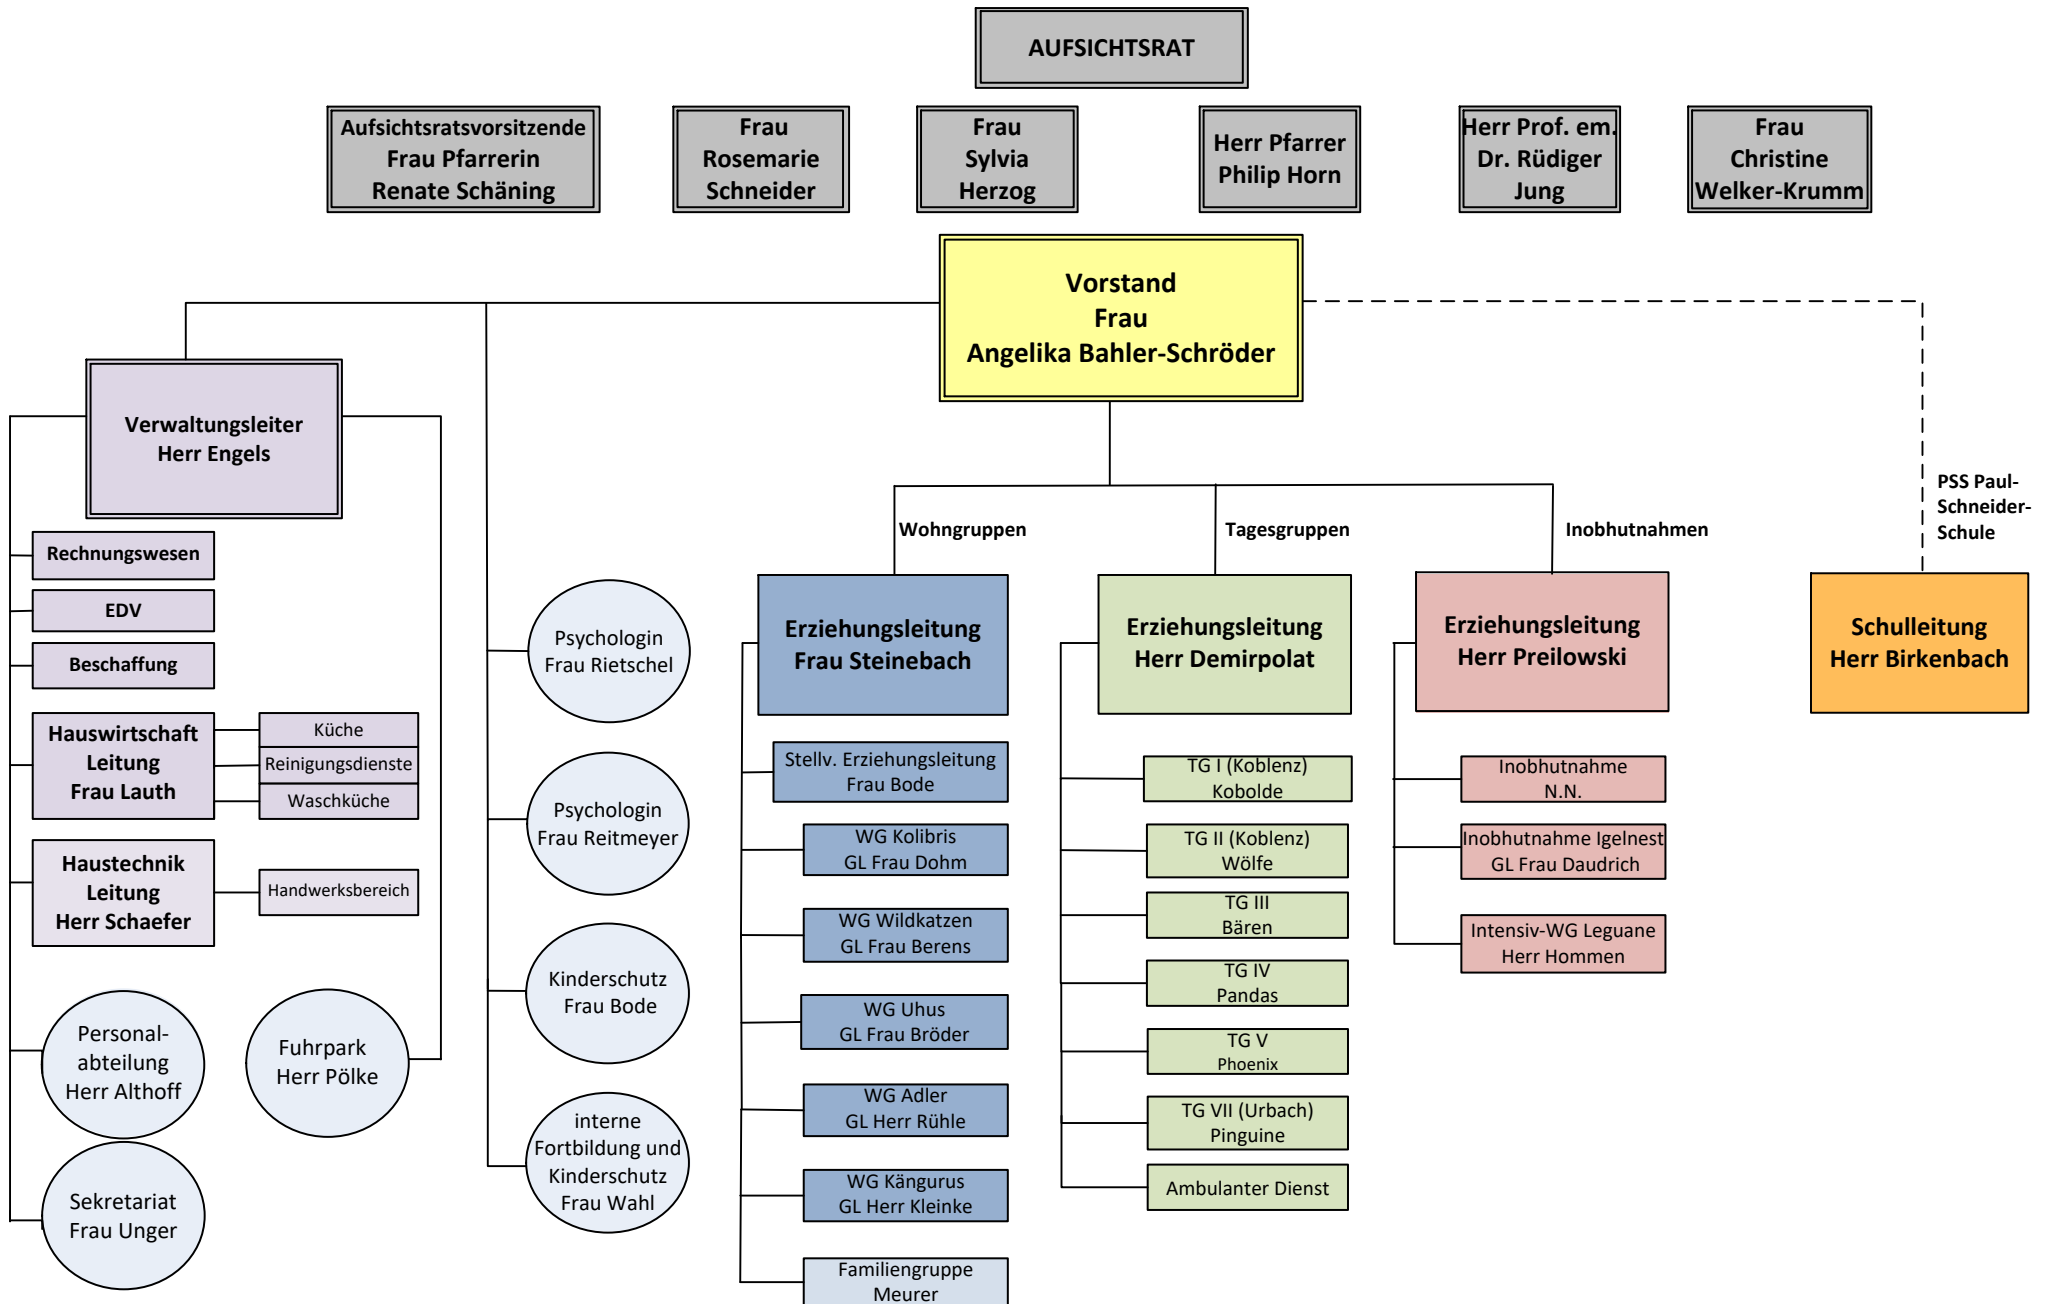 AUFSICHTSRAT
Aufsichtsratsvorsitzende
Frau Pfarrerin
Renate Schäning
Frau
Rosemarie
Schneider
Frau
Sylvia
Herzog
Herr Pfarrer
Philip Horn
Herr Prof. em.
Dr. Rüdiger
Jung
Frau
Christine
Welker-Krumm
Vorstand
Frau
Angelika Bahler-Schröder
Verwaltungsleiter
Herr Engels
Rechnungswesen
EDV
Beschaffung
Hauswirtschaft
Leitung
Frau Lauth
Küche
Reinigungsdienste
Waschküche
Haustechnik
Leitung
Herr Schaefer
Handwerksbereich
Personal-
abteilung
Herr Althoff
Fuhrpark
Herr Pölke
Sekretariat
Frau Unger
Psychologin
Frau Rietschel
Psychologin
Frau Reitmeyer
Kinderschutz
Frau Bode
interne
Fortbildung und
Kinderschutz
Frau Wahl
Wohngruppen
Erziehungsleitung
Frau Steinebach
Stellv. Erziehungsleitung
Frau Bode
WG Kolibris
GL Frau Dohm
WG Wildkatzen
GL Frau Berens
WG Uhus
GL Frau Bröder
WG Adler
GL Herr Rühle
WG Kängurus
GL Herr Kleinke
Familiengruppe
Meurer
Tagesgruppen
Erziehungsleitung
Herr Demirpolat
TG I (Koblenz)
Kobolde
TG II (Koblenz)
Wölfe
TG III
Bären
TG IV
Pandas
TG V
Phoenix
TG VII (Urbach)
Pinguine
Ambulanter Dienst
Inobhutnahmen
Erziehungsleitung
Herr Preilowski
Inobhutnahme
N.N.
Inobhutnahme Igelnest
GL Frau Daudrich
Intensiv-WG Leguane
Herr Hommen
PSS Paul-
Schneider-
Schule
Schulleitung
Herr Birkenbach